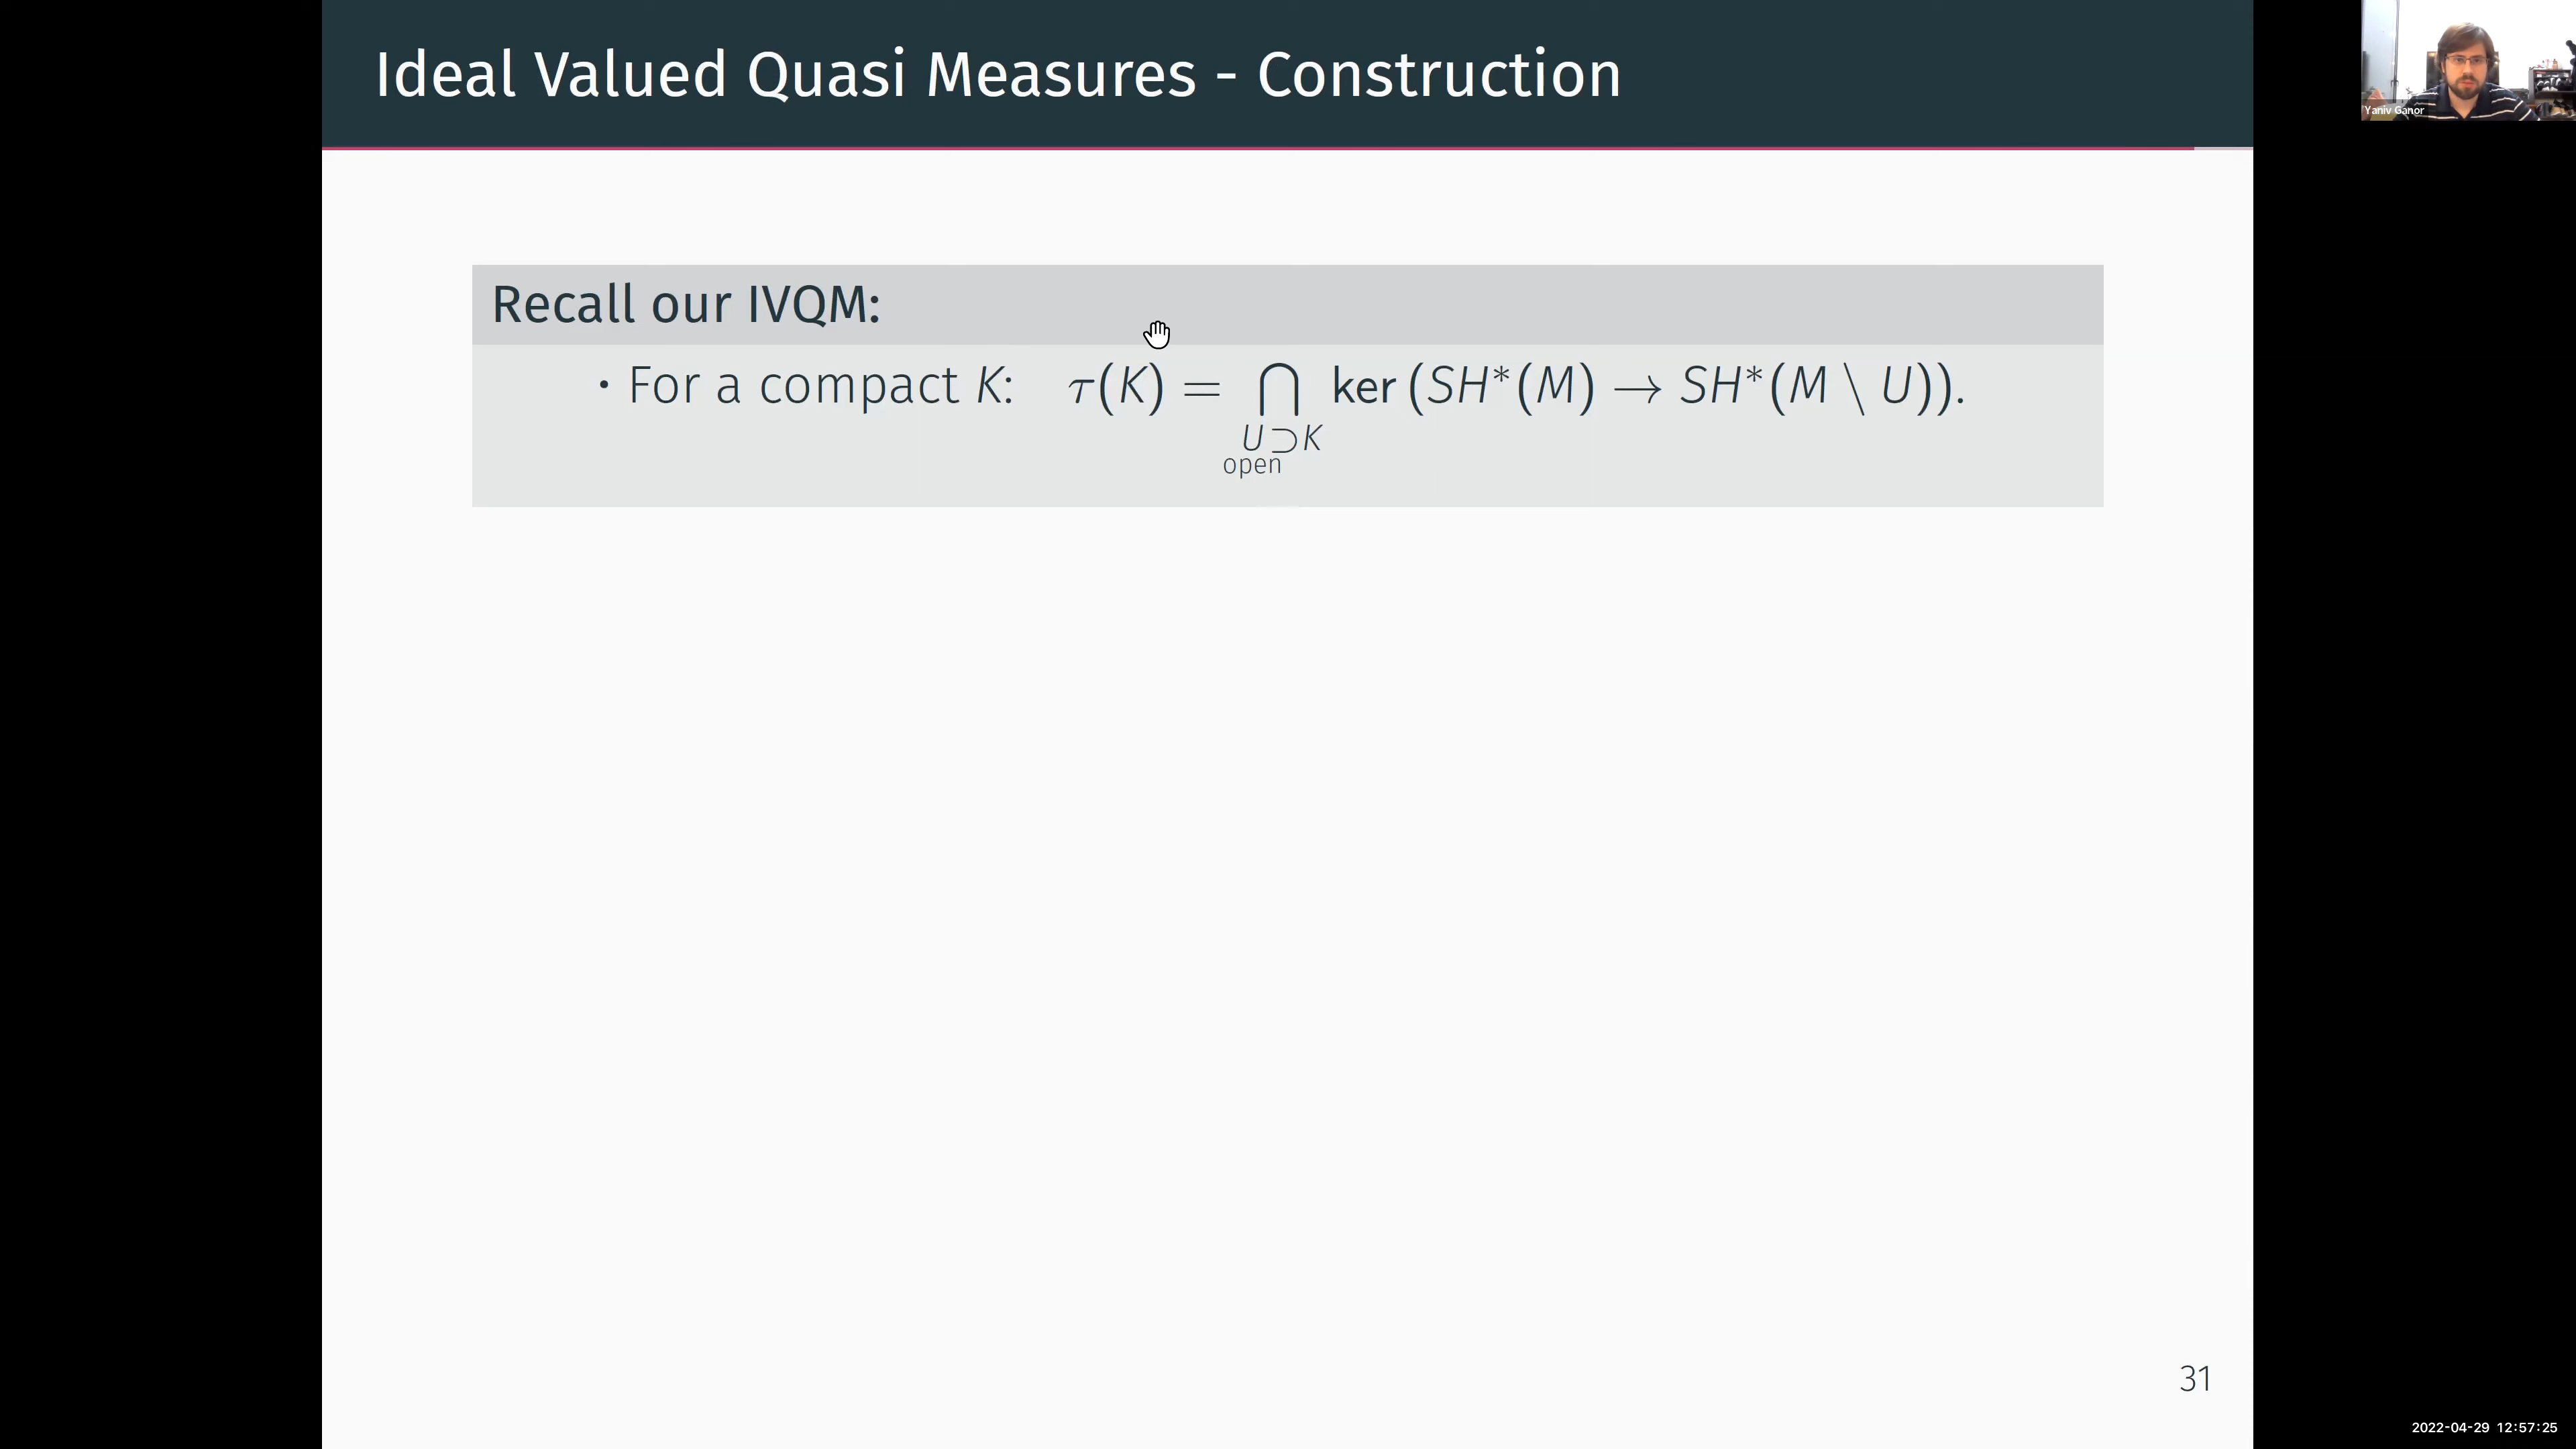 Ideal Valued Quasi Measures - Construction
Yaniv Ganor
Recall our IVQM:
• For a compact K: τ(K) = ⋂ ker (SH*(M) → SH*(M \ U)).
U ⊃ K
open
31
2022-04-29 12:57:25